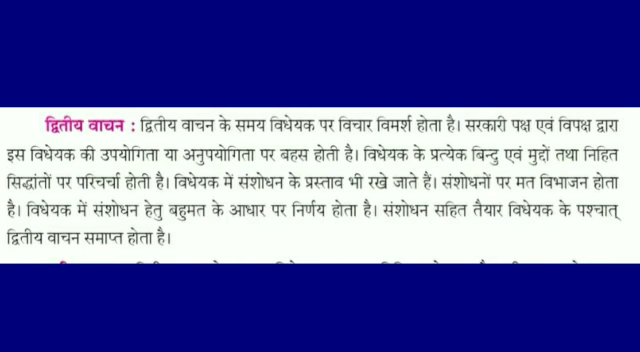 द्वितीय वाचन : द्वितीय वाचन के समय विधेयक पर विचार विमर्श होता है। सरकारी पक्ष एवं विपक्ष द्वारा
इस विधेयक की उपयोगिता या अनुपयोगिता पर बहस होती है। विधेयक के प्रत्येक बिन्दु एवं मुद्दों तथा निहित
सिद्धांतों पर परिचर्चा होती है। विधेयक में संशोधन के प्रस्ताव भी रखे जाते हैं। संशोधनों पर मत विभाजन होता
है। विधेयक में संशोधन हेतु बहुमत के आधार पर निर्णय होता है। संशोधन सहित तैयार विधेयक के पश्चात्
द्वितीय वाचन समाप्त होता है।